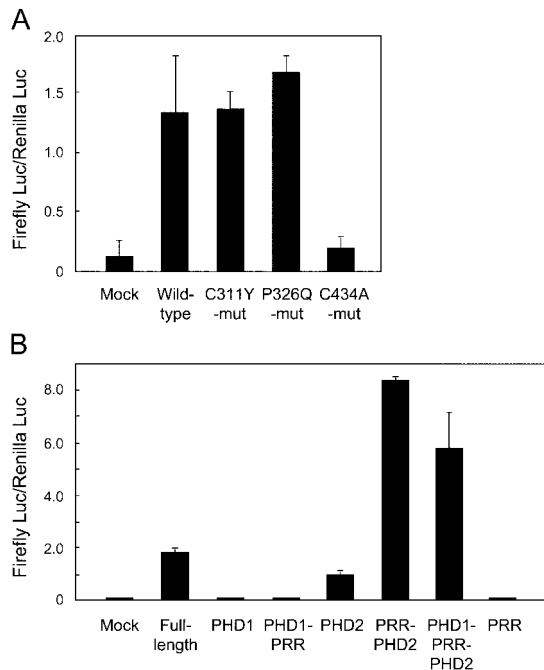 A
2.0
1.5
1.0
0.5
0
Firefly Luc/Renilla Luc
Mock Wild- C311Y P326Q C434A
type -mut -mut -mut
B
8.0
6.0
4.0
2.0
0
Firefly Luc/Renilla Luc
Mock Full- PHD1 PHD1- PHD2 PRR- PHD1- PRR
length PRR PHD2 PRR-
PHD2